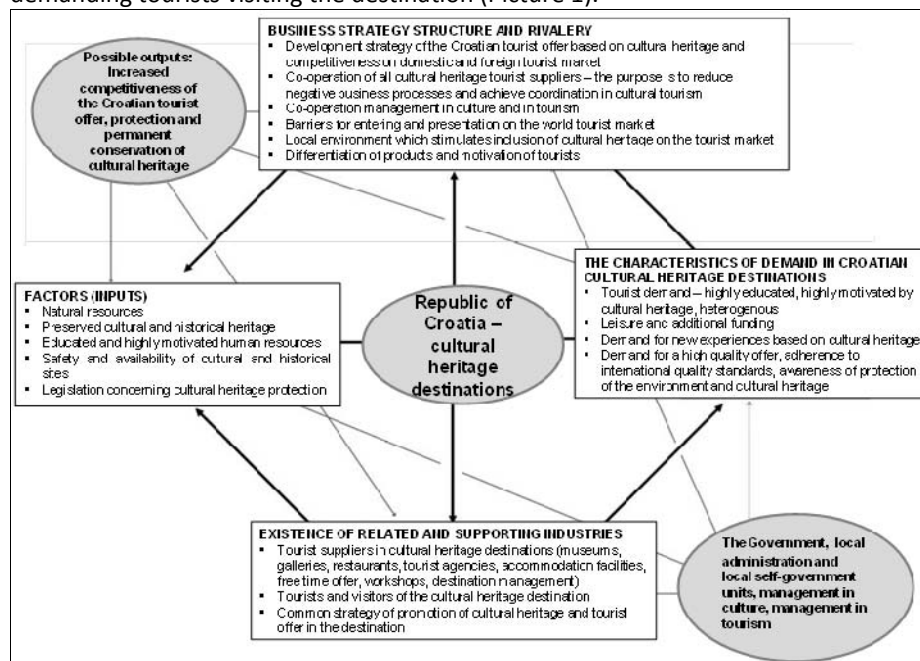 demanding tourists visiting the destination (Picture 1).
BUSINESS STRATEGY STRUCTURE AND RIVALERY
▪ Development strategy of the Croatian tourist offer based on cultural heritage and
competitiveness on domestic and foreign tourist market
▪ Co-operation of all cultural heritage tourist suppliers – the purpose is to reduce
negative business processes and achieve coordination in cultural tourism
▪ Co-operation management in culture and in tourism
▪ Barriers for entering and presentation on the world tourist market
▪ Local environment which stimulates inclusion of cultural heritage on the tourist market
▪ Differentiation of products and motivation of tourists
Possible outputs:
Increased
competitiveness of
the Croatian tourist
offer, protection and
permanent
conservation of
cultural heritage
FACTORS (INPUTS)
▪ Natural resources
▪ Preserved cultural and historical heritage
▪ Educated and highly motivated human resources
▪ Safety and availability of cultural and historical
sites
▪ Legislation concerning cultural heritage protection
Republic of
Croatia –
cultural
heritage
destinations
THE CHARACTERISTICS OF DEMAND IN CROATIAN
CULTURAL HERITAGE DESTINATIONS
▪ Tourist demand – highly educated, highly motivated by
cultural heritage, heterogenous
▪ Leisure and additional funding
▪ Demand for new experiences based on cultural heritage
▪ Demand for a high quality offer, adherence to
international quality standards, awareness of protection
of the environment and cultural heritage
EXISTENCE OF RELATED AND SUPPORTING INDUSTRIES
▪ Tourist suppliers in cultural heritage destinations (museums,
galleries, restaurants, tourist agencies, accommodation facilities,
free time offer, workshops, destination management)
▪ Tourists and visitors of the cultural heritage destination
▪ Common strategy of promotion of cultural heritage and tourist
offer in the destination
The Government, local
administration and
local self-government
units, management in
culture, management in
tourism